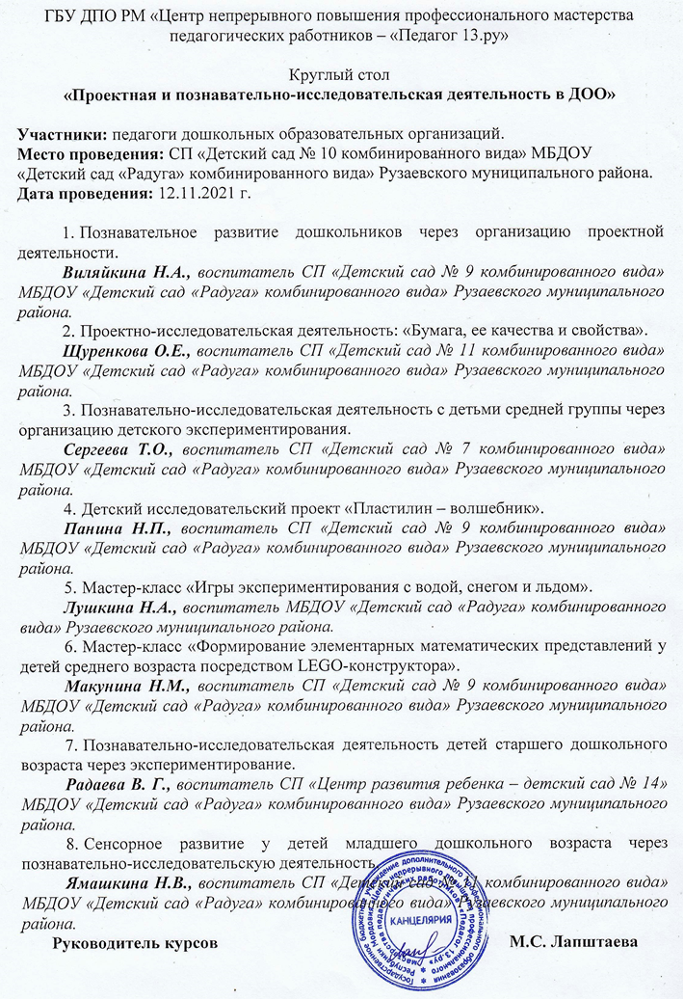 ГБУ ДПО РМ «Центр непрерывного повышения профессионального мастерства
педагогических работников – «Педагог 13.ру»
Круглый стол
«Проектная и познавательно-исследовательская деятельность в ДОО»
Участники: педагоги дошкольных образовательных организаций.
Место проведения: СП «Детский сад № 10 комбинированного вида» МБДОУ
«Детский сад «Радуга» комбинированного вида» Рузаевского муниципального района.
Дата проведения: 12.11.2021 г.
1. Познавательное развитие дошкольников через организацию проектной
деятельности.
Виляйкина Н.А., воспитатель СП «Детский сад № 9 комбинированного вида»
МБДОУ «Детский сад «Радуга» комбинированного вида» Рузаевского муниципального
района.
2. Проектно-исследовательская деятельность: «Бумага, ее качества и свойства».
Щуренкова О.Е., воспитатель СП «Детский сад № 11 комбинированного вида»
МБДОУ «Детский сад «Радуга» комбинированного вида» Рузаевского муниципального
района.
3. Познавательно-исследовательская деятельность с детьми средней группы через
организацию детского экспериментирования.
Сергеева Т.О., воспитатель СП «Детский сад № 7 комбинированного вида»
МБДОУ «Детский сад «Радуга» комбинированного вида» Рузаевского муниципального
района.
4. Детский исследовательский проект «Пластилин – волшебник».
Панина Н.П., воспитатель СП «Детский сад № 9 комбинированного вида»
МБДОУ «Детский сад «Радуга» комбинированного вида» Рузаевского муниципального
района.
5. Мастер-класс «Игры экспериментирования с водой, снегом и льдом».
Лушкина Н.А., воспитатель МБДОУ «Детский сад «Радуга» комбинированного
вида» Рузаевского муниципального района.
6. Мастер-класс «Формирование элементарных математических представлений у
детей среднего возраста посредством LEGO-конструктора».
Макунина Н.М., воспитатель СП «Детский сад № 9 комбинированного вида»
МБДОУ «Детский сад «Радуга» комбинированного вида» Рузаевского муниципального
района.
7. Познавательно-исследовательская деятельность детей старшего дошкольного
возраста через экспериментирование.
Радаева В. Г., воспитатель СП «Центр развития ребенка – детский сад № 14»
МБДОУ «Детский сад «Радуга» комбинированного вида» Рузаевского муниципального
района.
8. Сенсорное развитие у детей младшего дошкольного возраста через
познавательно-исследовательскую деятельность.
Ямашкина Н.В., воспитатель СП «Детский сад комбинированного вида»
МБДОУ «Детский сад «Радуга» комбинированного вида» Рузаевского муниципального
района.
КАНЦЕЛЯРИЯ
Руководитель курсов М.С. Лапштаева